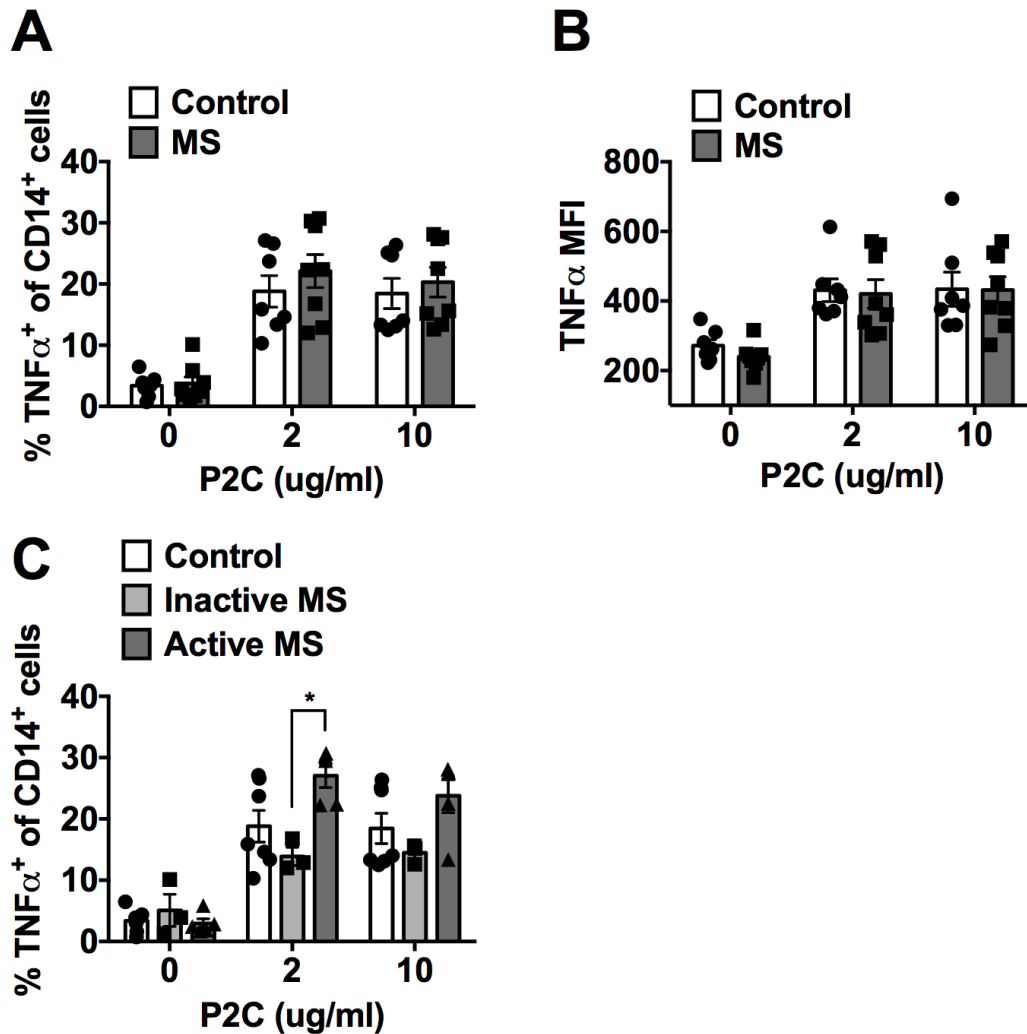 A
Control
MS
% TNFα⁺ of CD14⁺ cells
40
30
20
10
0
0
2
10
P2C (ug/ml)
B
Control
MS
TNFα MFI
800
600
400
200
0
2
10
P2C (ug/ml)
C
Control
Inactive MS
Active MS
% TNFα⁺ of CD14⁺ cells
40
30
20
10
0
*
0
2
10
P2C (ug/ml)